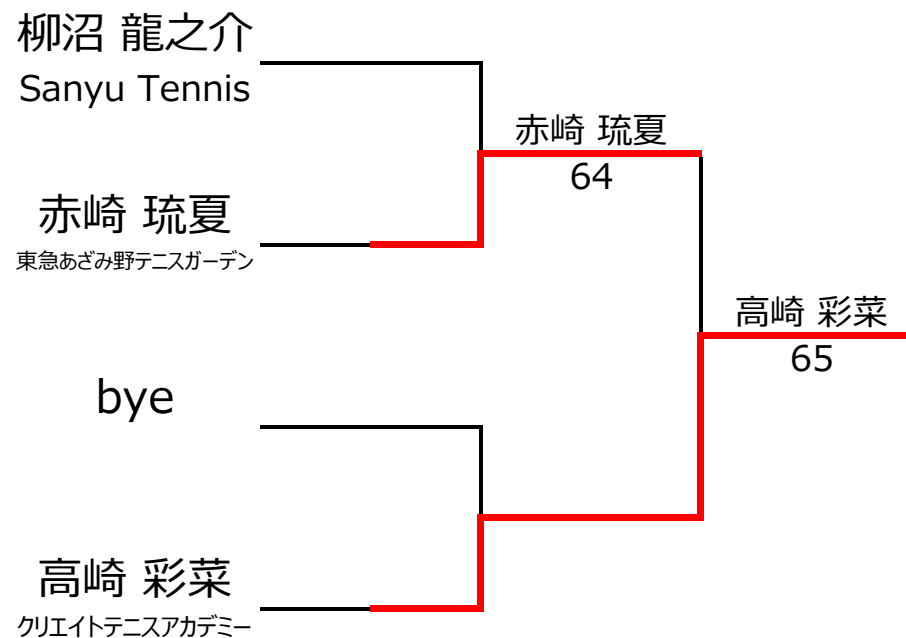 柳沼 龍之介
Sanyu Tennis
赤崎 琉夏
64
赤崎 琉夏
東急あざみ野テニスガーデン
高崎 彩菜
65
bye
高崎 彩菜
クリエイトテニスアカデミー